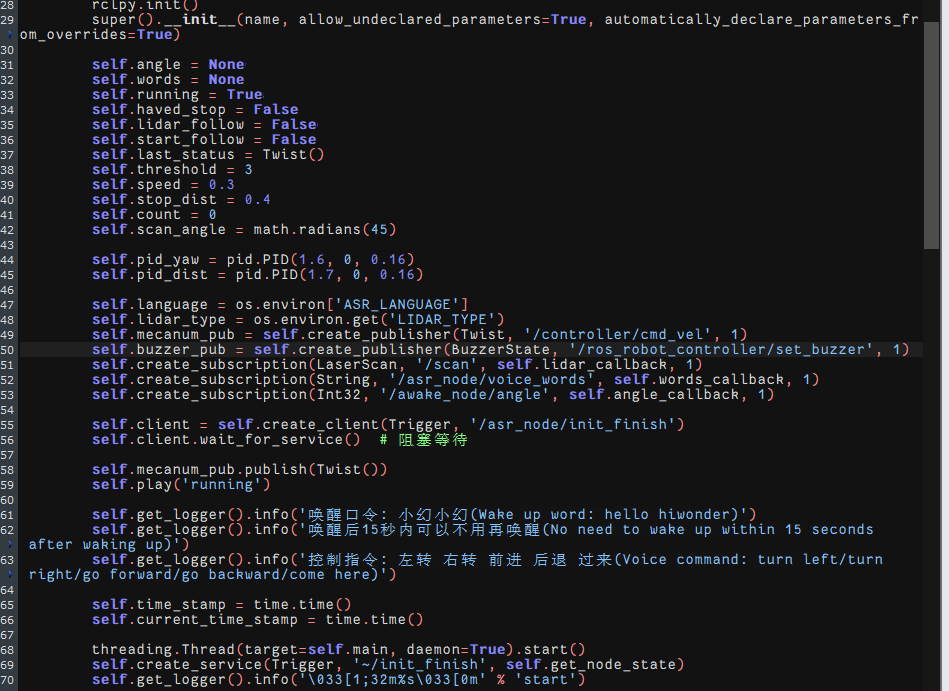 28 rclpy.init()
29 super().__init__(name, allow_undeclared_parameters=True, automatically_declare_parameters_fr
om_overrides=True)
30
31 self.angle = None
32 self.words = None
33 self.running = True
34 self.haved_stop = False
35 self.lidar_follow = False
36 self.start_follow = False
37 self.last_status = Twist()
38 self.threshold = 3
39 self.speed = 0.3
40 self.stop_dist = 0.4
41 self.count = 0
42 self.scan_angle = math.radians(45)
43
44 self.pid_yaw = pid.PID(1.6, 0, 0.16)
45 self.pid_dist = pid.PID(1.7, 0, 0.16)
46
47 self.language = os.environ['ASR_LANGUAGE']
48 self.lidar_type = os.environ.get('LIDAR_TYPE')
49 self.mecanum_pub = self.create_publisher(Twist, '/controller/cmd_vel', 1)
50 self.buzzer_pub = self.create_publisher(BuzzerState, '/ros_robot_controller/set_buzzer', 1)
51 self.create_subscription(LaserScan, '/scan', self.lidar_callback, 1)
52 self.create_subscription(String, '/asr_node/voice_words', self.words_callback, 1)
53 self.create_subscription(Int32, '/awake_node/angle', self.angle_callback, 1)
54
55 self.client = self.create_client(Trigger, '/asr_node/init_finish')
56 self.client.wait_for_service()  # 阻塞等待
57
58 self.mecanum_pub.publish(Twist())
59 self.play('running')
60
61 self.get_logger().info('唤醒口令: 小幻小幻(Wake up word: hello hiwonder)')
62 self.get_logger().info('唤醒后15秒内可以不用再唤醒(No need to wake up within 15 seconds
after waking up)')
63 self.get_logger().info('控制指令: 左转 右转 前进 后退 过来(Voice command: turn left/turn
right/go forward/go backward/come here)')
64
65 self.time_stamp = time.time()
66 self.current_time_stamp = time.time()
67
68 threading.Thread(target=self.main, daemon=True).start()
69 self.create_service(Trigger, '~/init_finish', self.get_node_state)
70 self.get_logger().info('\033[1;32m%s\033[0m' % 'start')